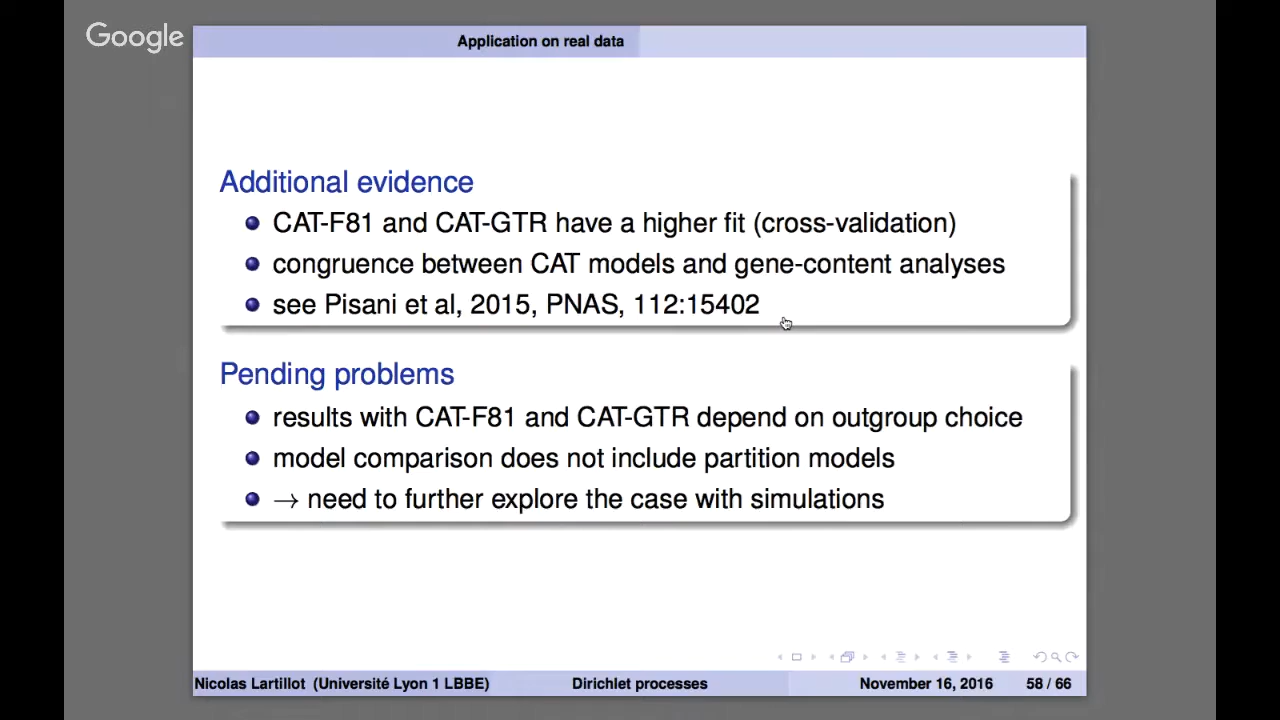 Google
Application on real data
Additional evidence
CAT-F81 and CAT-GTR have a higher fit (cross-validation)
congruence between CAT models and gene-content analyses
see Pisani et al, 2015, PNAS, 112:15402
Pending problems
results with CAT-F81 and CAT-GTR depend on outgroup choice
model comparison does not include partition models
→ need to further explore the case with simulations
Nicolas Lartillot (Université Lyon 1 LBBE) Dirichlet processes November 16, 2016 58 / 66